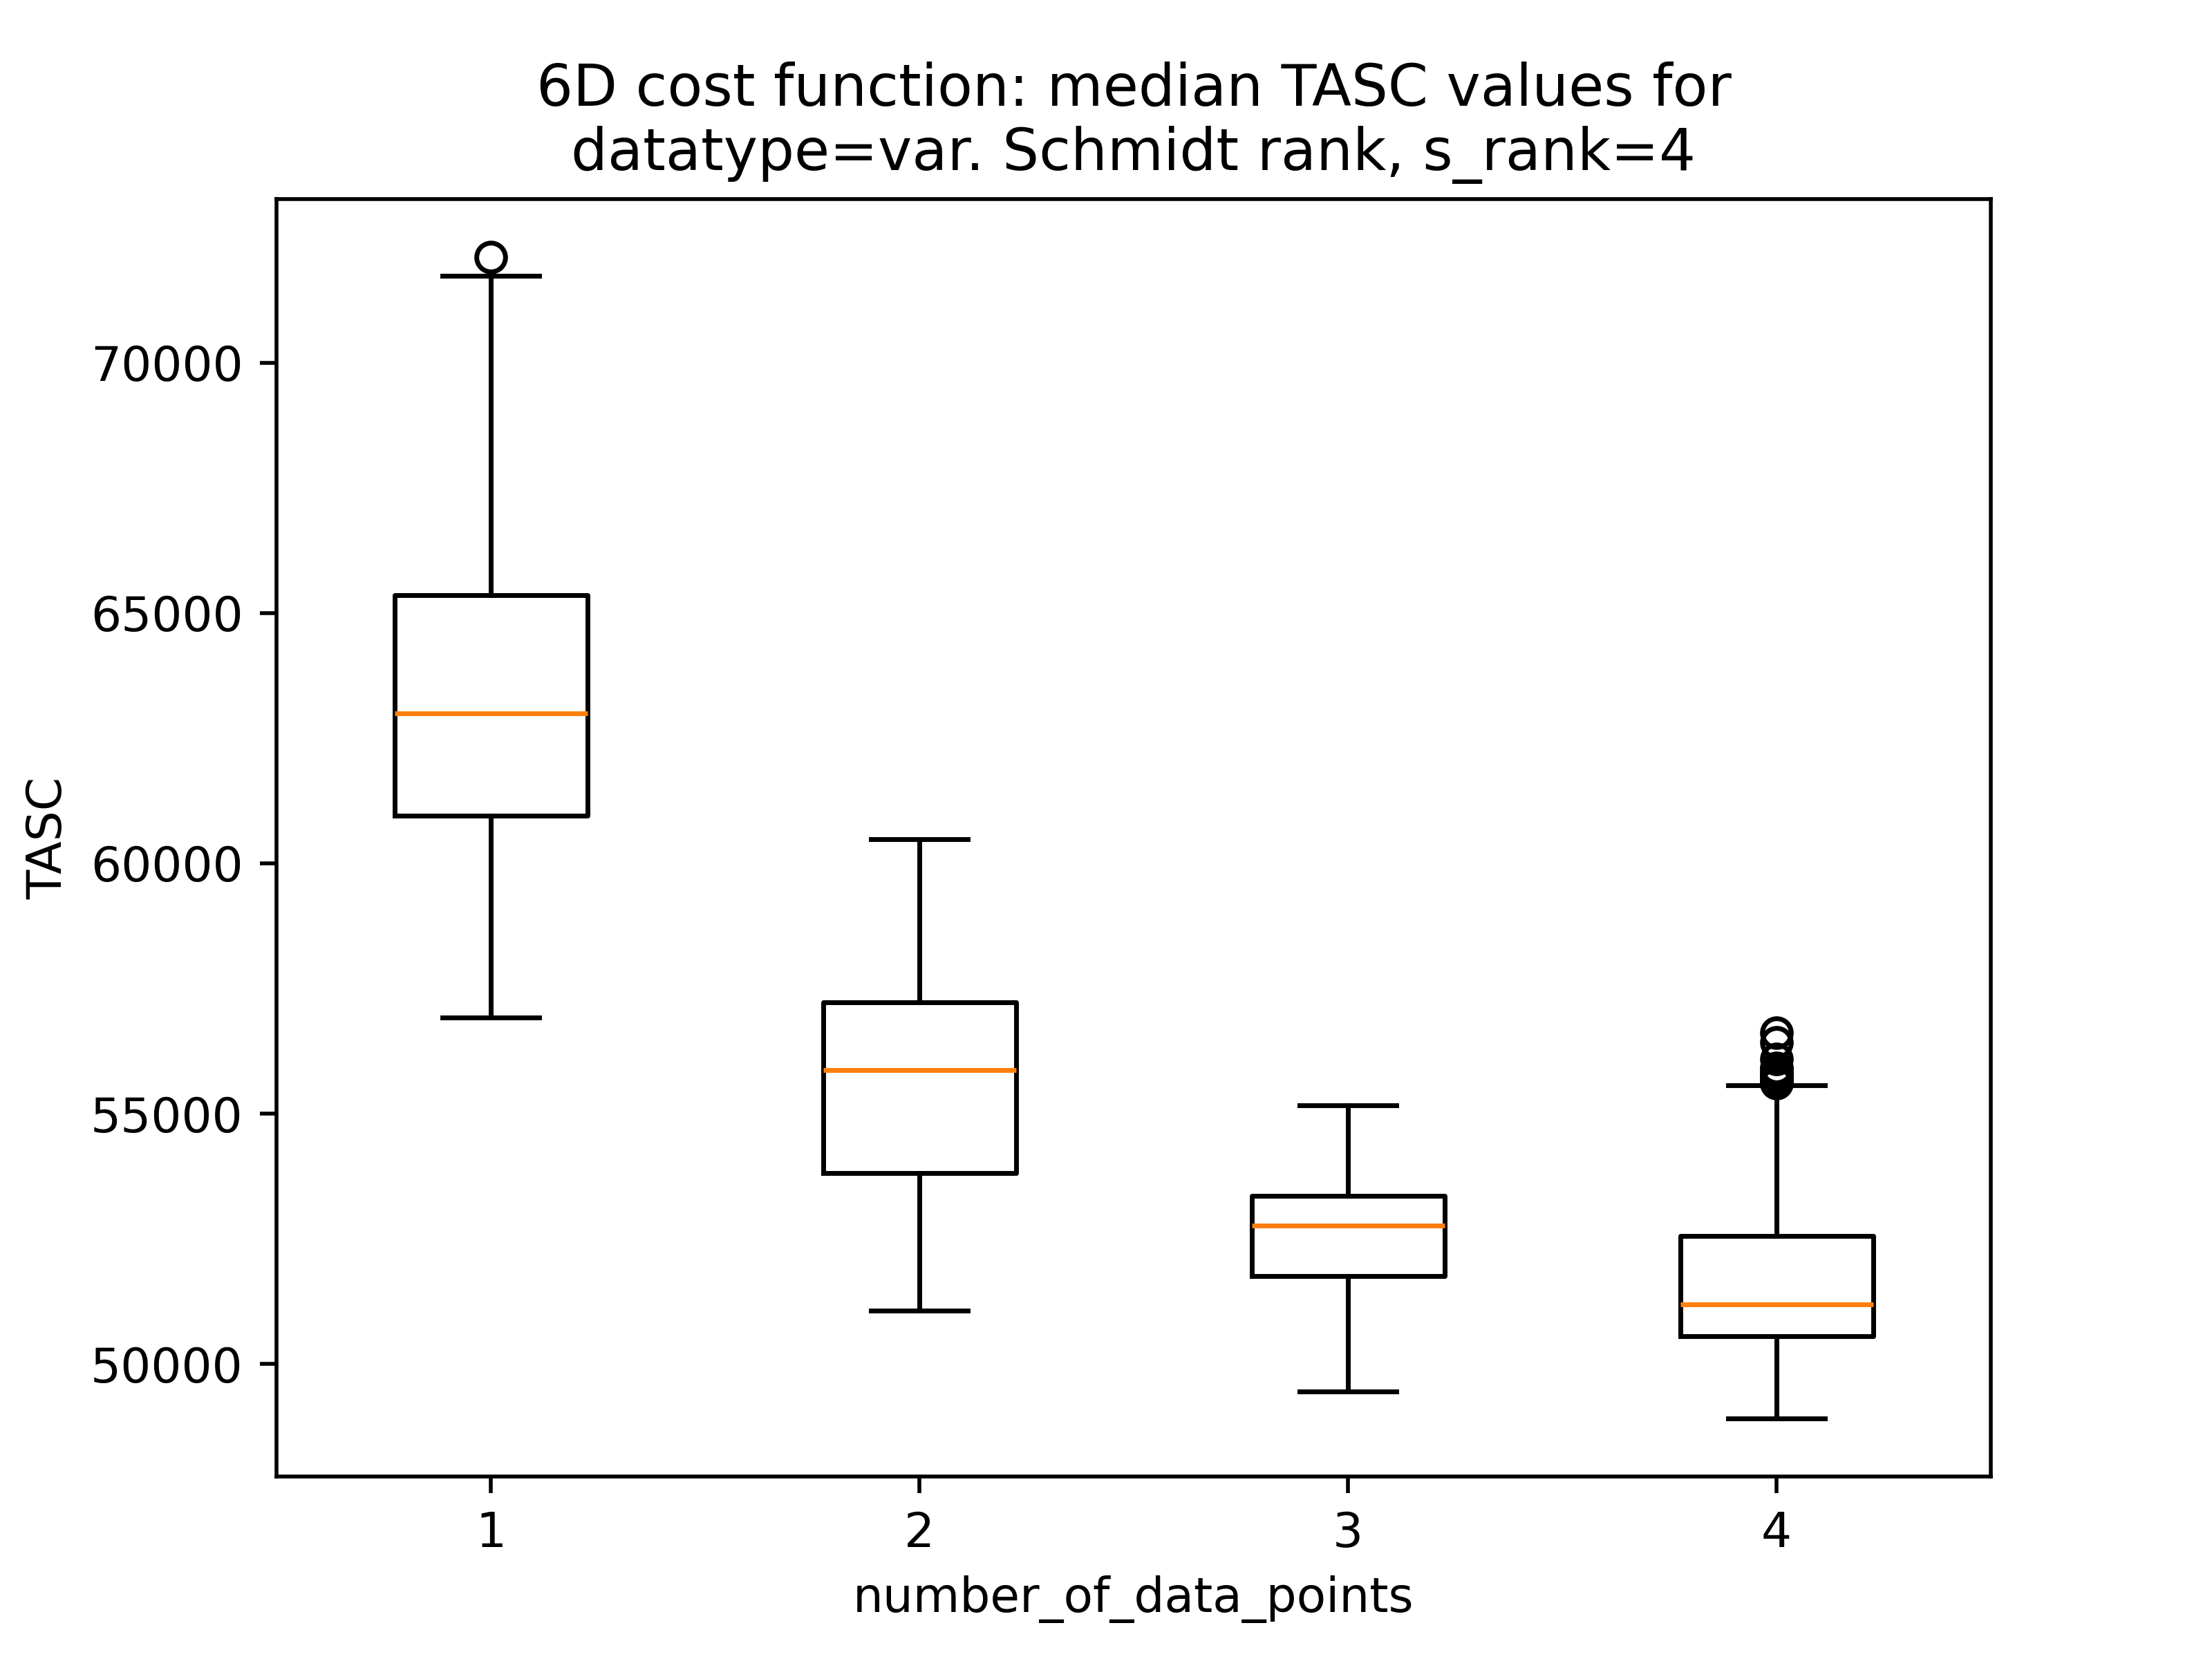 6D cost function: median TASC values for
datatype=var. Schmidt rank, s_rank=4
TASC
70000
65000
60000
55000
50000
1 2 3 4
number_of_data_points